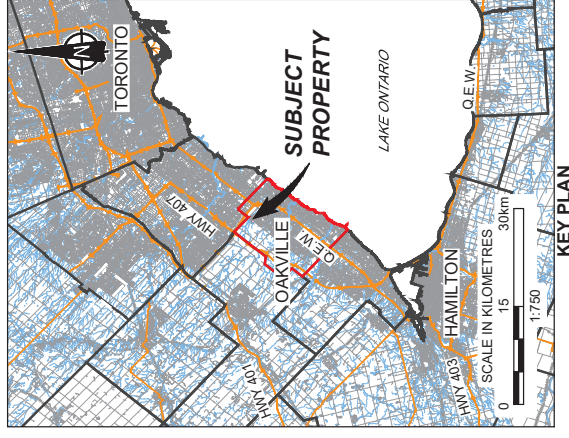 N
TORONTO
SUBJECT
PROPERTY
LAKE ONTARIO
HWY 407
OAKVILLE
Q.E.W.
Q.E.W.
HWY 401
HAMILTON
HWY 403
SCALE IN KILOMETRES
0 15 30km
1:750
KEY PLAN